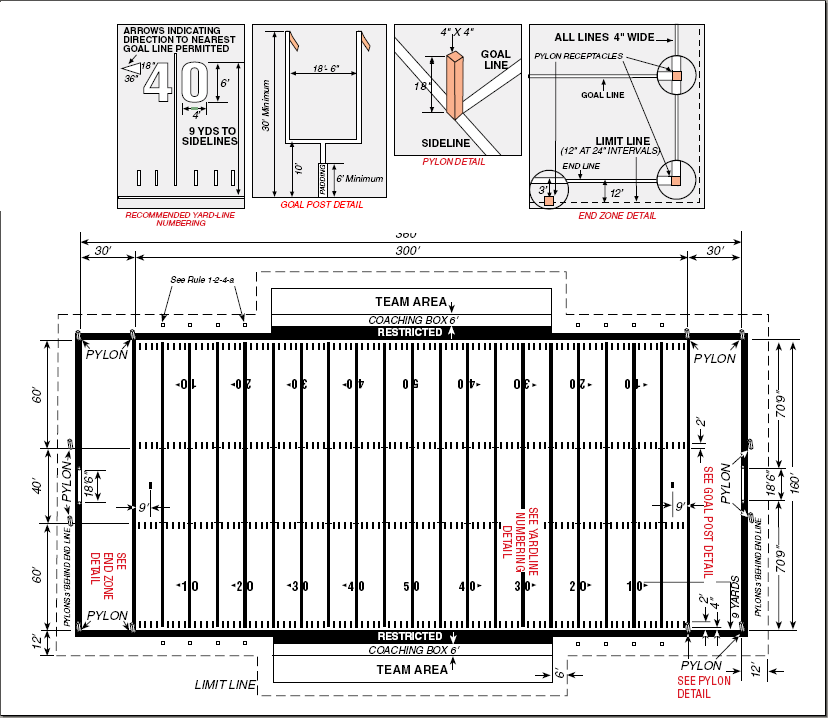 ARROWS INDICATING
DIRECTION TO NEAREST
GOAL LINE PERMITTED
18"
36"
4 0
6'
4'
9 YDS TO
SIDELINES
RECOMMENDED YARD-LINE
NUMBERING
18'- 6"
30' Minimum
10'
PADDING
6' Minimum
GOAL POST DETAIL
4" X 4"
GOAL
LINE
18"
SIDELINE
PYLON DETAIL
ALL LINES 4" WIDE
PYLON RECEPTACLES
GOAL LINE
LIMIT LINE
(12" AT 24" INTERVALS)
END LINE
3'
12'
END ZONE DETAIL
360'
30'
300'
30'
See Rule 1-2-4-a
TEAM AREA
COACHING BOX 6'
RESTRICTED
PYLON
PYLON
10 20 30 40 50 40 30 20 10
60'
40'
60'
12'
PYLON
18'6"
9'
PYLONS 3' BEHIND END LINE
SEE
END ZONE
DETAIL
PYLON
SEE YARDLINE
NUMBERING
DETAIL
2'
SEE GOAL POST DETAIL
9'
PYLON
70'9"
18'6"
160'
70'9"
PYLONS 3' BEHIND END LINE
10 20 30 40 50 40 30 20 10
9 YARDS
2'
4"
RESTRICTED
COACHING BOX 6'
TEAM AREA
6'
LIMIT LINE
PYLON
SEE PYLON
DETAIL
12'